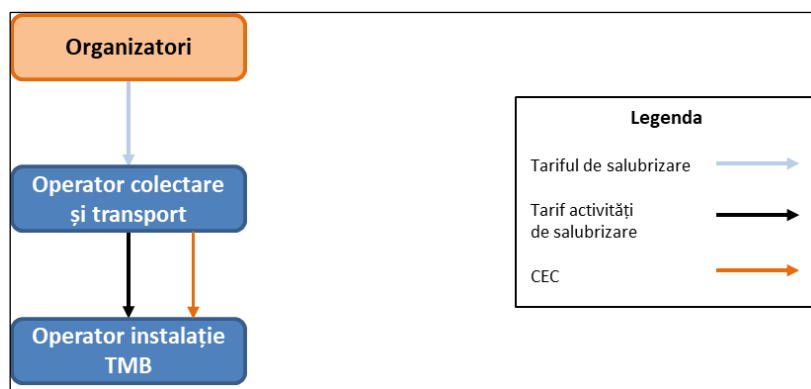 Organizatori
Operator colectare
și transport
Operator instalație
TMB
Legenda
Tariful de salubrizare
Tarif activități
de salubrizare
CEC